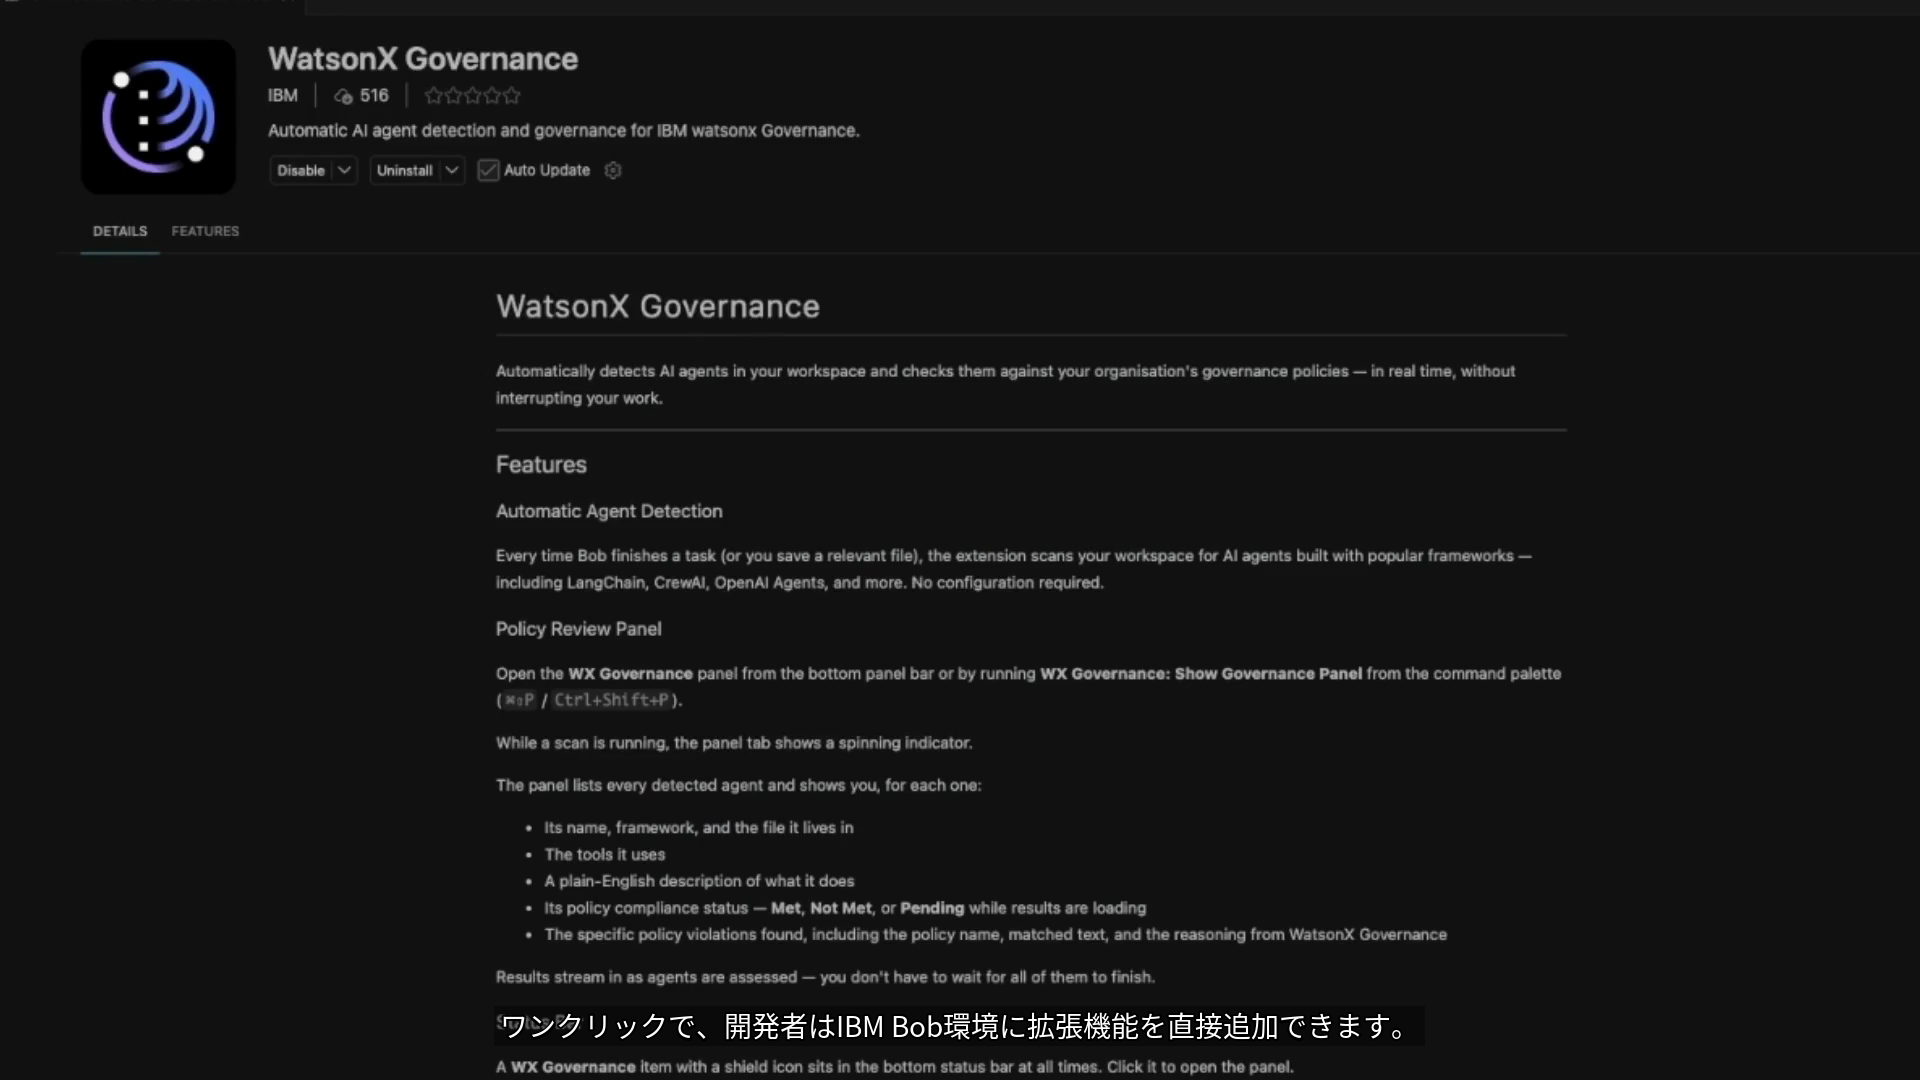 WatsonX Governance
IBM 516
Automatic AI agent detection and governance for IBM watsonx Governance.
Disable Uninstall Auto Update
DETAILS FEATURES
WatsonX Governance
Automatically detects AI agents in your workspace and checks them against your organisation's governance policies — in real time, without
interrupting your work.
Features
Automatic Agent Detection
Every time Bob finishes a task (or you save a relevant file), the extension scans your workspace for AI agents built with popular frameworks —
including LangChain, CrewAI, OpenAI Agents, and more. No configuration required.
Policy Review Panel
Open the WX Governance panel from the bottom panel bar or by running WX Governance: Show Governance Panel from the command palette
(⌘⇧P / Ctrl+Shift+P).
While a scan is running, the panel tab shows a spinning indicator.
The panel lists every detected agent and shows you, for each one:
• Its name, framework, and the file it lives in
• The tools it uses
• A plain-English description of what it does
• Its policy compliance status — Met, Not Met, or Pending while results are loading
• The specific policy violations found, including the policy name, matched text, and the reasoning from WatsonX Governance
Results stream in as agents are assessed — you don't have to wait for all of them to finish.
ワンクリックで、開発者はIBM Bob環境に拡張機能を直接追加できます。
A WX Governance item with a shield icon sits in the bottom status bar at all times. Click it to open the panel.